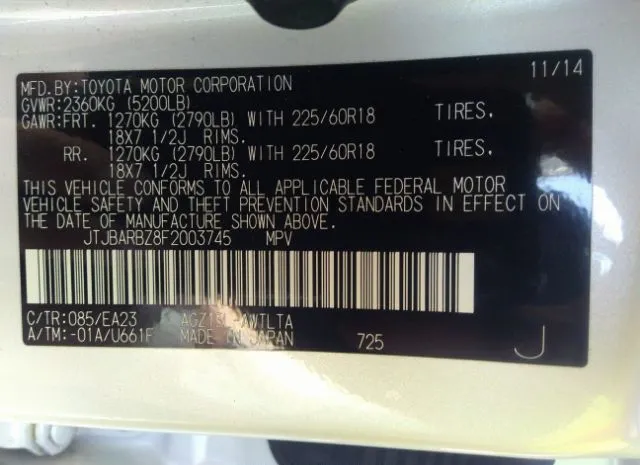 11/14
MFD.BY:TOYOTA MOTOR CORPORATION
GVWR:2360KG (5200LB)
GAWR:FRT. 1270KG (2790LB) WITH 225/60R18 TIRES,
18X7 1/2J RIMS.
RR. 1270KG (2790LB) WITH 225/60R18 TIRES,
18X7 1/2J RIMS.
THIS VEHICLE CONFORMS TO ALL APPLICABLE FEDERAL MOTOR
VEHICLE SAFETY AND THEFT PREVENTION STANDARDS IN EFFECT ON
THE DATE OF MANUFACTURE SHOWN ABOVE.
JTJBARBZ8F2003745 MPV
C/TR:085/EA23 AGZ15L-AWTLTA
A/TM:-01A/U661F MADE IN JAPAN 725 J